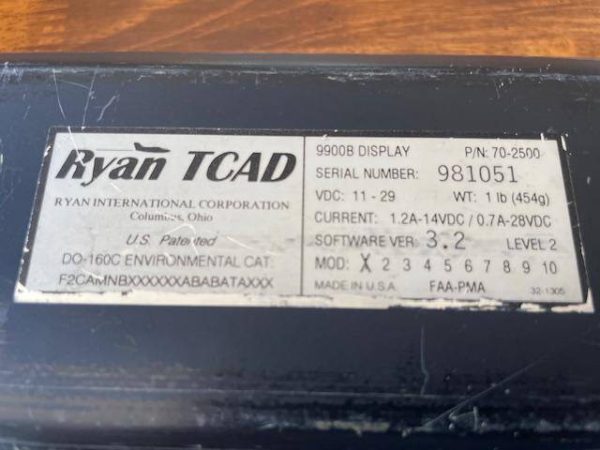 Ryan TCAD
RYAN INTERNATIONAL CORPORATION
Columbus, Ohio
U.S. Patented
DO-160C ENVIRONMENTAL CAT:
F2CAMNBXXXXXXABABATAXXX
9900B DISPLAY P/N: 70-2500
SERIAL NUMBER: 981051
VDC: 11 - 29 WT: 1 lb (454g)
CURRENT: 1.2A-14VDC / 0.7A-28VDC
SOFTWARE VER: 3.2 LEVEL 2
MOD: X 2 3 4 5 6 7 8 9 10
MADE IN U.S.A. FAA-PMA 32-1305